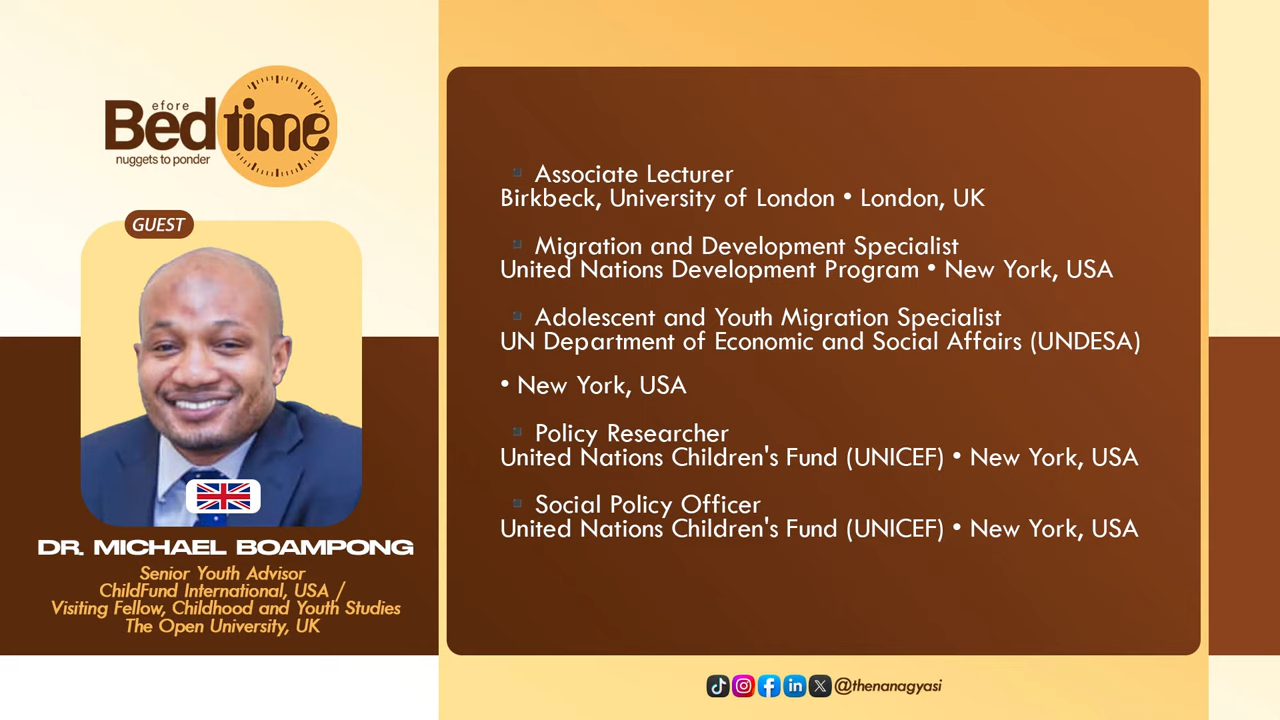 Before
Bedtime
nuggets to ponder
GUEST
DR. MICHAEL BOAMPONG
Senior Youth Advisor
ChildFund International, USA /
Visiting Fellow, Childhood and Youth Studies
The Open University, UK
▪ Associate Lecturer
Birkbeck, University of London • London, UK
▪ Migration and Development Specialist
United Nations Development Program • New York, USA
▪ Adolescent and Youth Migration Specialist
UN Department of Economic and Social Affairs (UNDESA)
• New York, USA
▪ Policy Researcher
United Nations Children's Fund (UNICEF) • New York, USA
▪ Social Policy Officer
United Nations Children's Fund (UNICEF) • New York, USA
@thenanagyasi